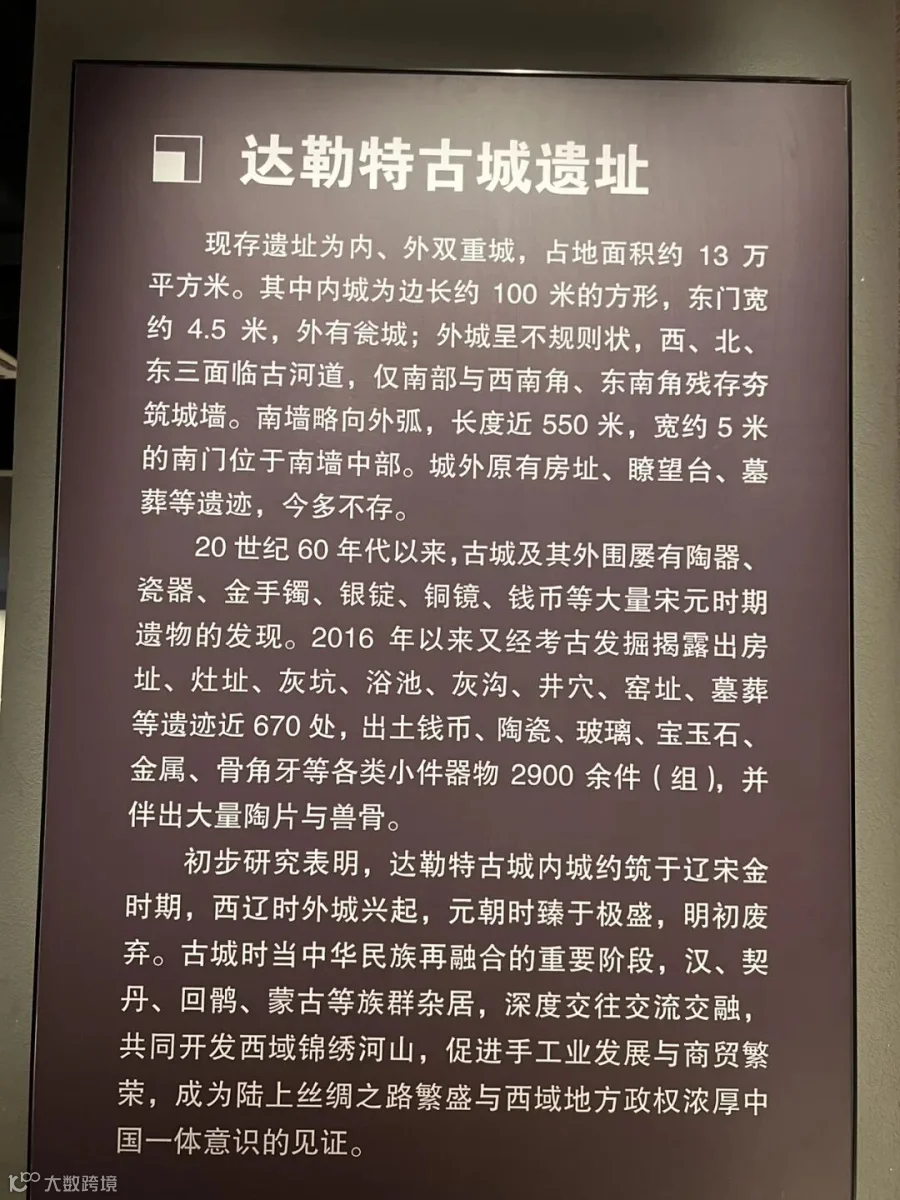 达勒特古城遗址
现存遗址为内、外双重城，占地面积约 13 万
平方米。其中内城为边长约 100 米的方形，东门宽
约 4.5 米，外有瓮城；外城呈不规则状，西、北、
东三面临古河道，仅南部与西南角、东南角残存夯
筑城墙。南墙略向外弧，长度近 550 米，宽约 5 米
的南门位于南墙中部。城外原有房址、瞭望台、墓
葬等遗迹，今多不存。
20 世纪 60 年代以来，古城及其外围屡有陶器、
瓷器、金手镯、银锭、铜镜、钱币等大量宋元时期
遗物的发现。2016 年以来又经考古发掘揭露出房
址、灶址、灰坑、浴池、灰沟、井穴、窑址、墓葬
等遗迹近 670 处，出土钱币、陶瓷、玻璃、宝玉石、
金属、骨角牙等各类小件器物 2900 余件（组），并
伴出大量陶片与兽骨。
初步研究表明，达勒特古城内城约筑于辽宋金
时期，西辽时外城兴起，元朝时臻于极盛，明初废
弃。古城时当中华民族再融合的重要阶段，汉、契
丹、回鹘、蒙古等族群杂居，深度交往交流交融，
共同开发西域锦绣河山，促进手工业发展与商贸繁
荣，成为陆上丝绸之路繁盛与西域地方政权浓厚中
国一体意识的见证。
大数跨境